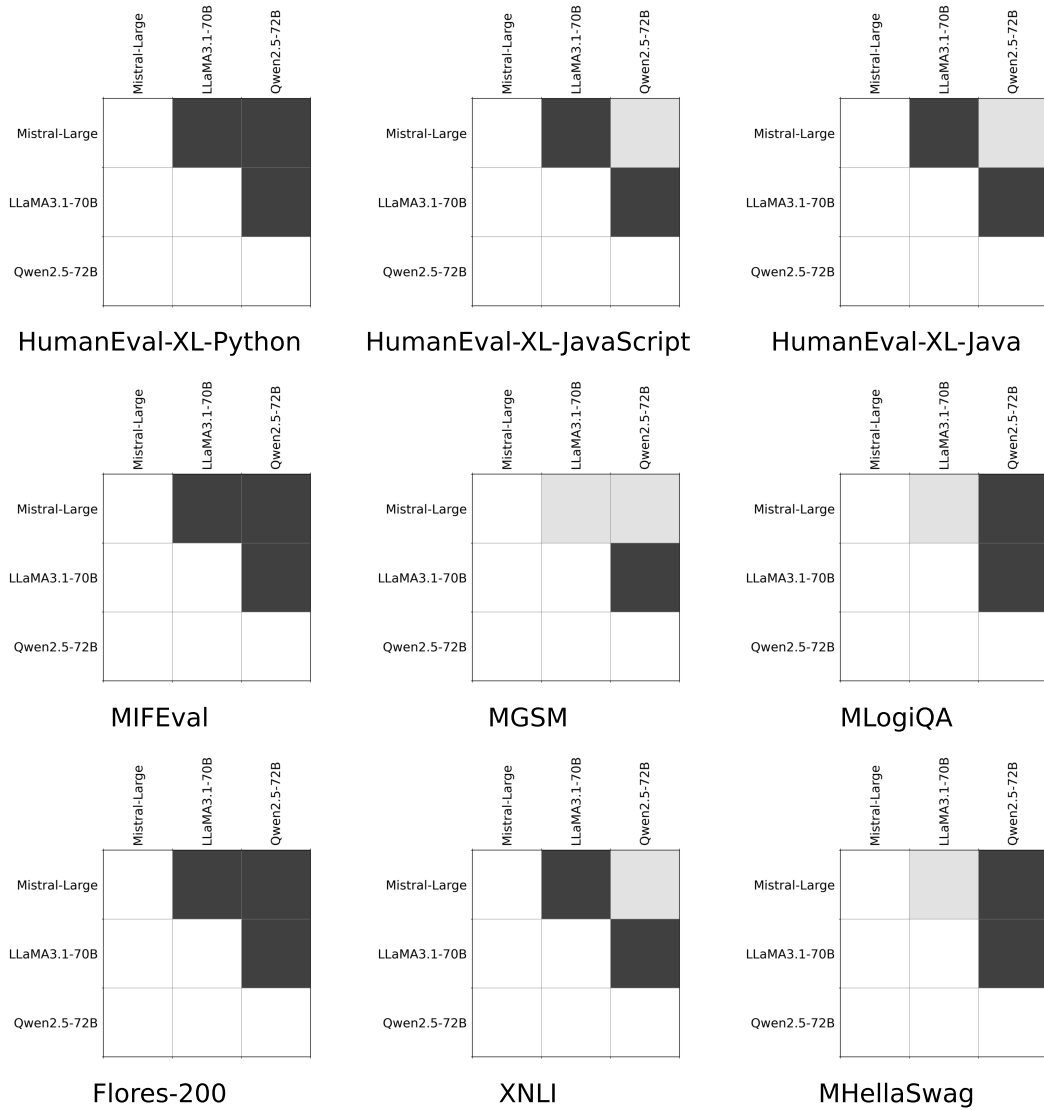 Mistral-Large
LLaMA3.1-70B
Qwen2.5-72B
Mistral-Large
LLaMA3.1-70B
Qwen2.5-72B
HumanEval-XL-Python
Mistral-Large
LLaMA3.1-70B
Qwen2.5-72B
Mistral-Large
LLaMA3.1-70B
Qwen2.5-72B
HumanEval-XL-JavaScript
Mistral-Large
LLaMA3.1-70B
Qwen2.5-72B
Mistral-Large
LLaMA3.1-70B
Qwen2.5-72B
HumanEval-XL-Java
Mistral-Large
LLaMA3.1-70B
Qwen2.5-72B
Mistral-Large
LLaMA3.1-70B
Qwen2.5-72B
MIFEval
Mistral-Large
LLaMA3.1-70B
Qwen2.5-72B
Mistral-Large
LLaMA3.1-70B
Qwen2.5-72B
MGSM
Mistral-Large
LLaMA3.1-70B
Qwen2.5-72B
Mistral-Large
LLaMA3.1-70B
Qwen2.5-72B
MLogiQA
Mistral-Large
LLaMA3.1-70B
Qwen2.5-72B
Mistral-Large
LLaMA3.1-70B
Qwen2.5-72B
Flores-200
Mistral-Large
LLaMA3.1-70B
Qwen2.5-72B
Mistral-Large
LLaMA3.1-70B
Qwen2.5-72B
XNLI
Mistral-Large
LLaMA3.1-70B
Qwen2.5-72B
Mistral-Large
LLaMA3.1-70B
Qwen2.5-72B
MHellaSwag